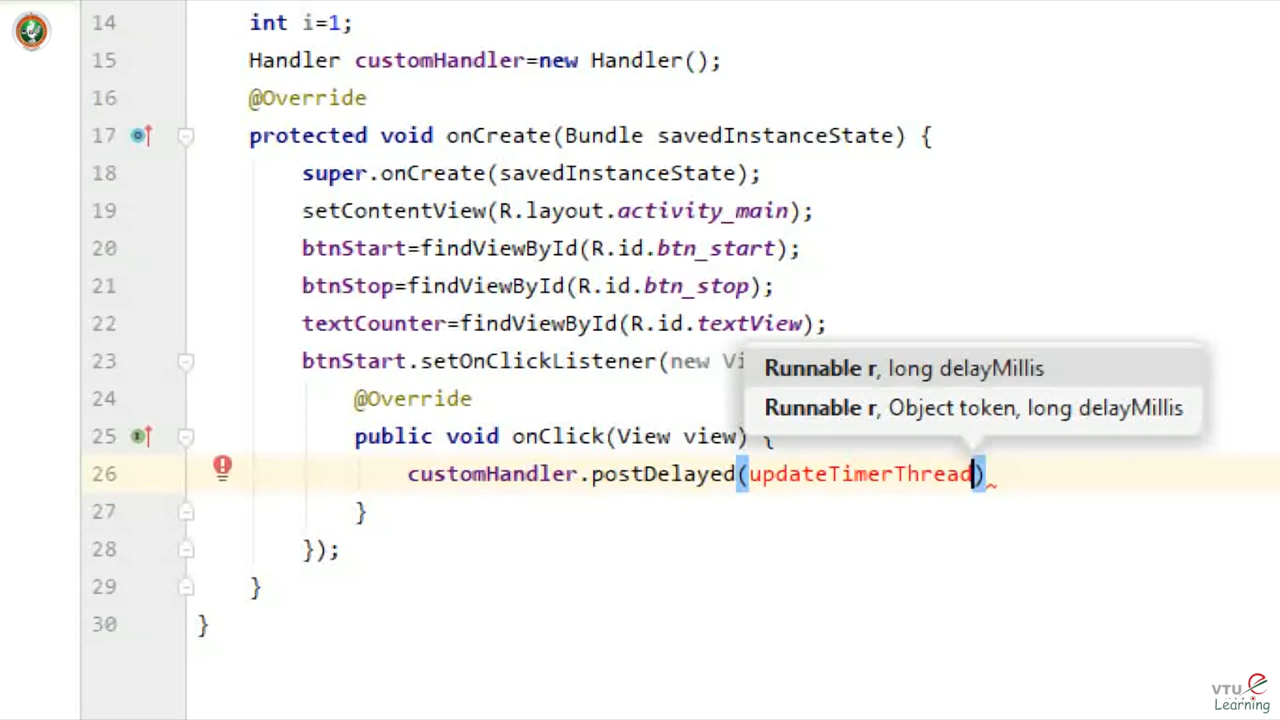 14 int i=1;
15 Handler customHandler=new Handler();
16 @Override
17 protected void onCreate(Bundle savedInstanceState) {
18 super.onCreate(savedInstanceState);
19 setContentView(R.layout.activity_main);
20 btnStart=findViewById(R.id.btn_start);
21 btnStop=findViewById(R.id.btn_stop);
22 textCounter=findViewById(R.id.textView);
23 btnStart.setOnClickListener(new Vi
Runnable r, long delayMillis
24 @Override
Runnable r, Object token, long delayMillis
25 public void onClick(View view) {
26 customHandler.postDelayed(updateTimerThread)
27 }
28 });
29 }
30 }
VTU e
Learning